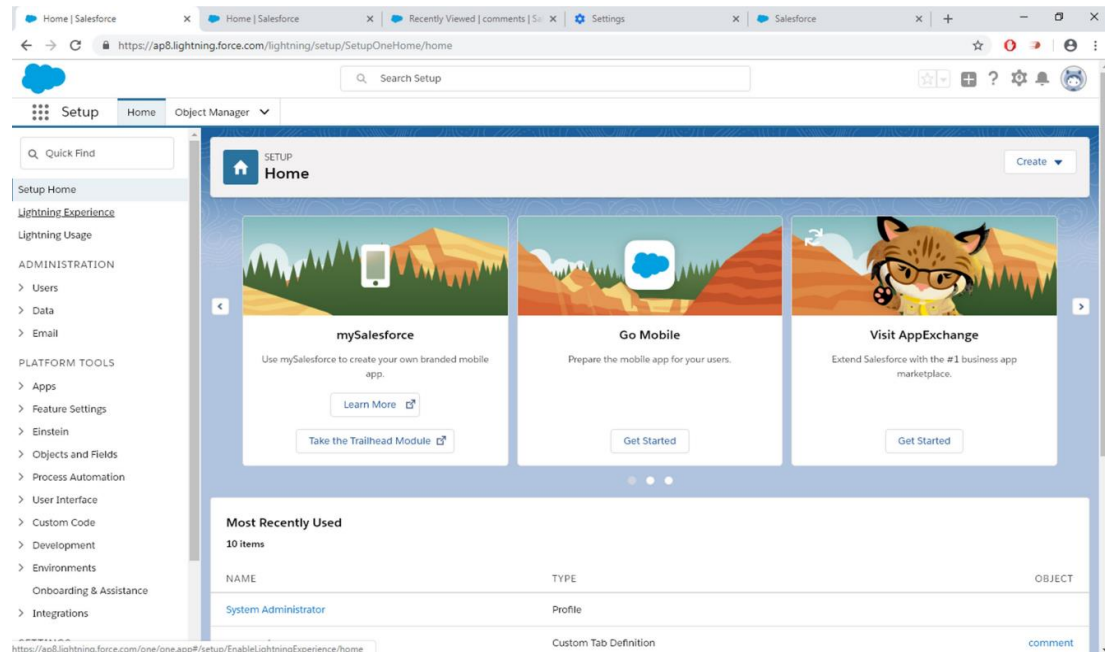 Home | Salesforce
Home | Salesforce
Recently Viewed | comments | Sa
Settings
Salesforce
https://ap8.lightning.force.com/lightning/setup/SetupOneHome/home
Search Setup
Setup
Home
Object Manager
Quick Find
Setup Home
Lightning Experience
Lightning Usage
ADMINISTRATION
Users
Data
Email
PLATFORM TOOLS
Apps
Feature Settings
Einstein
Objects and Fields
Process Automation
User Interface
Custom Code
Development
Environments
Onboarding & Assistance
Integrations
SETUP
Home
Create
mySalesforce
Use mySalesforce to create your own branded mobile
app.
Learn More
Take the Trailhead Module
Go Mobile
Prepare the mobile app for your users.
Get Started
Visit AppExchange
Extend Salesforce with the #1 business app
marketplace.
Get Started
Most Recently Used
10 items
NAME TYPE OBJECT
System Administrator Profile
Custom Tab Definition comment
https://ap8.lightning.force.com/one/one.app#/setup/EnableLightningExperience/home